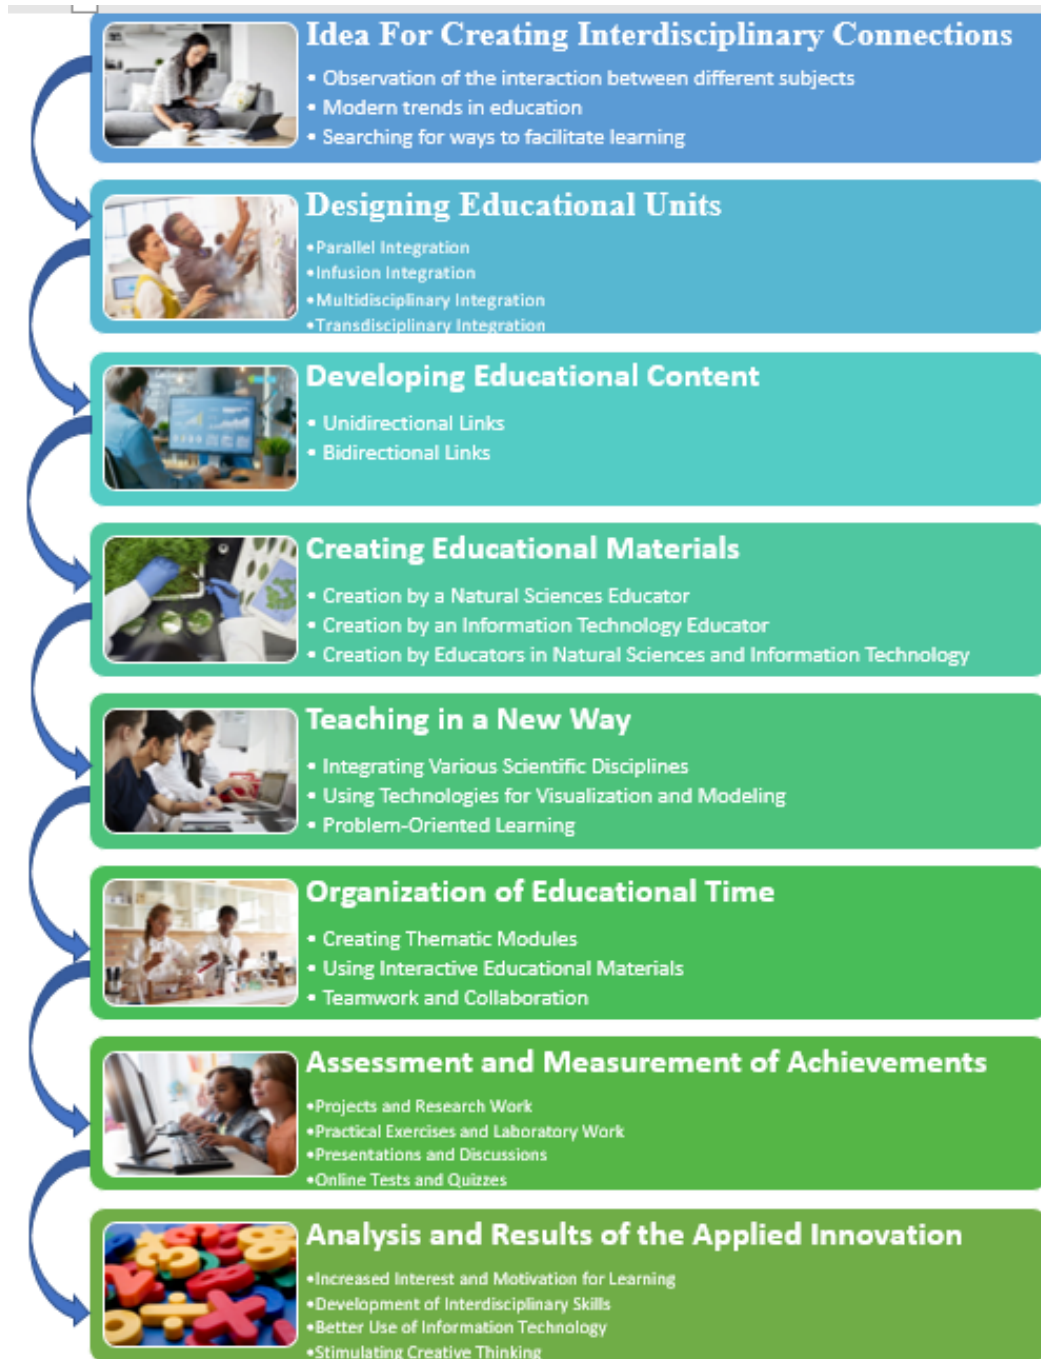 Idea For Creating Interdisciplinary Connections
• Observation of the interaction between different subjects
• Modern trends in education
• Searching for ways to facilitate learning
Designing Educational Units
•Parallel Integration
•Infusion Integration
•Multidisciplinary Integration
•Transdisciplinary Integration
Developing Educational Content
• Unidirectional Links
• Bidirectional Links
Creating Educational Materials
• Creation by a Natural Sciences Educator
• Creation by an Information Technology Educator
• Creation by Educators in Natural Sciences and Information Technology
Teaching in a New Way
• Integrating Various Scientific Disciplines
• Using Technologies for Visualization and Modeling
• Problem-Oriented Learning
Organization of Educational Time
• Creating Thematic Modules
• Using Interactive Educational Materials
• Teamwork and Collaboration
Assessment and Measurement of Achievements
•Projects and Research Work
•Practical Exercises and Laboratory Work
•Presentations and Discussions
•Online Tests and Quizzes
Analysis and Results of the Applied Innovation
•Increased Interest and Motivation for Learning
•Development of Interdisciplinary Skills
•Better Use of Information Technology
•Stimulating Creative Thinking